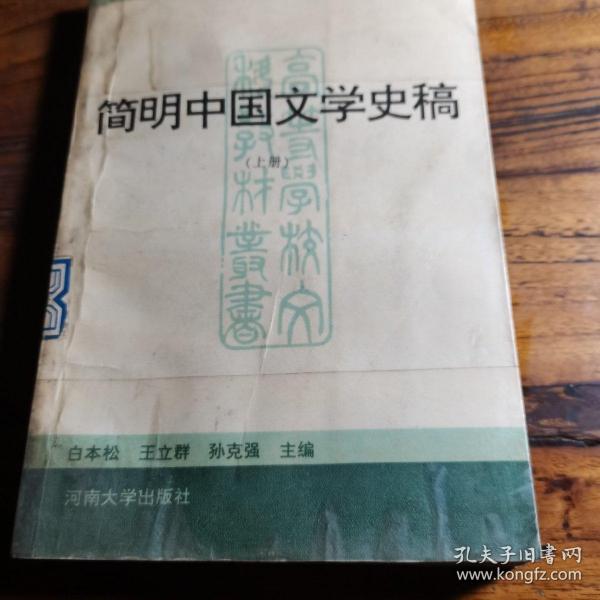 简明中国文学史稿
(上册)
高等学校文
科教材丛書
白本松 王立群 孙克强 主编
河南大学出版社
孔夫子旧书网
www.kongfz.com